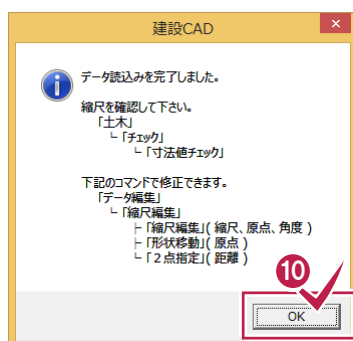 建設CAD
×
データ読込みを完了しました。
縮尺を確認して下さい。
「土木」
└「チェック」
└「寸法値チェック」
下記のコマンドで修正できます。
「データ編集」
└「縮尺編集」
├「縮尺編集」( 縮尺、原点、角度 )
├「形状移動」( 原点 )
└「２点指定」( 距離 )
10
OK